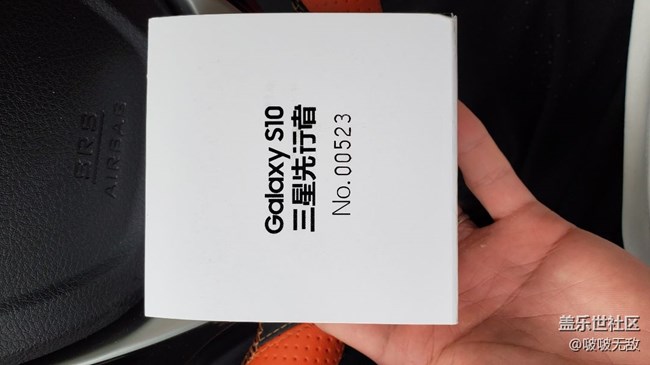 Galaxy S10
三星先行者
No.00523
SRS
AIRBAG
盖乐世社区
@啵啵无敌